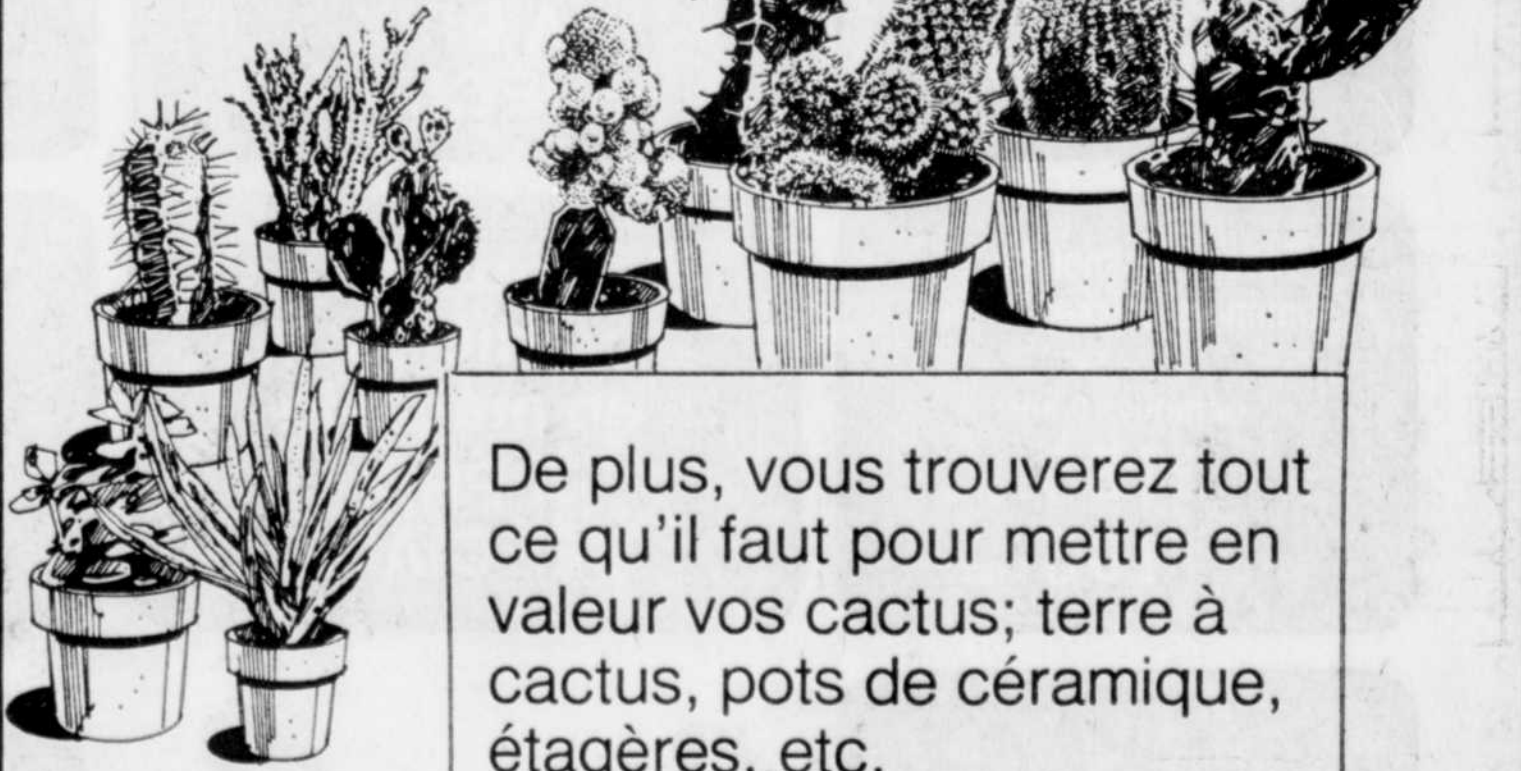 De plus, vous trouverez tout
ce qu'il faut pour mettre en
valeur vos cactus; terre à
cactus, pots de céramique,
étagères, etc.